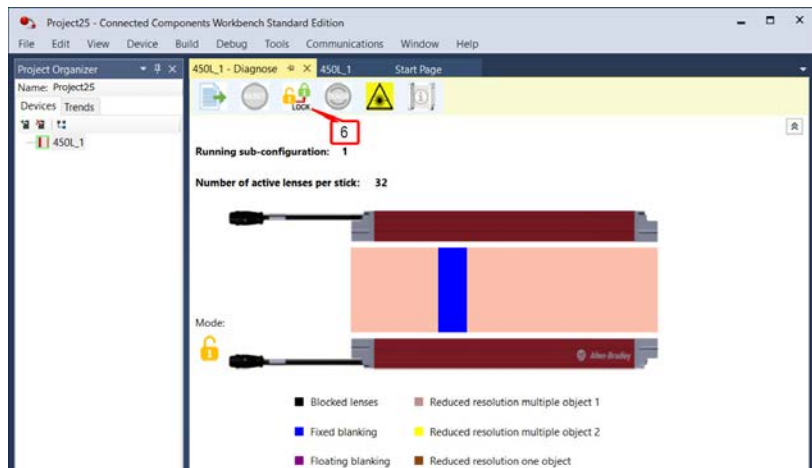 Project25 - Connected Components Workbench Standard Edition
File Edit View Device Build Debug Tools Communications Window Help
Project Organizer
450L_1 - Diagnose 450L_1 Start Page
Name: Project25
Devices Trends
LOCK
450L_1
6
Running sub-configuration: 1
Number of active lenses per stick: 32
Mode:
Allen-Bradley
Blocked lenses Reduced resolution multiple object 1
Fixed blanking Reduced resolution multiple object 2
Floating blanking Reduced resolution one object